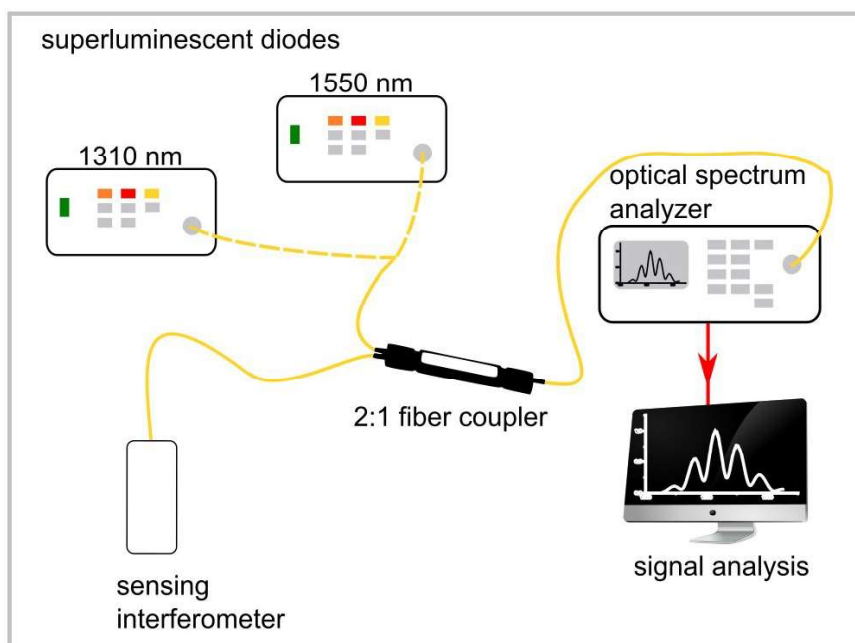 superluminescent diodes
1550 nm
1310 nm
optical spectrum
analyzer
2:1 fiber coupler
signal analysis
sensing
interferometer